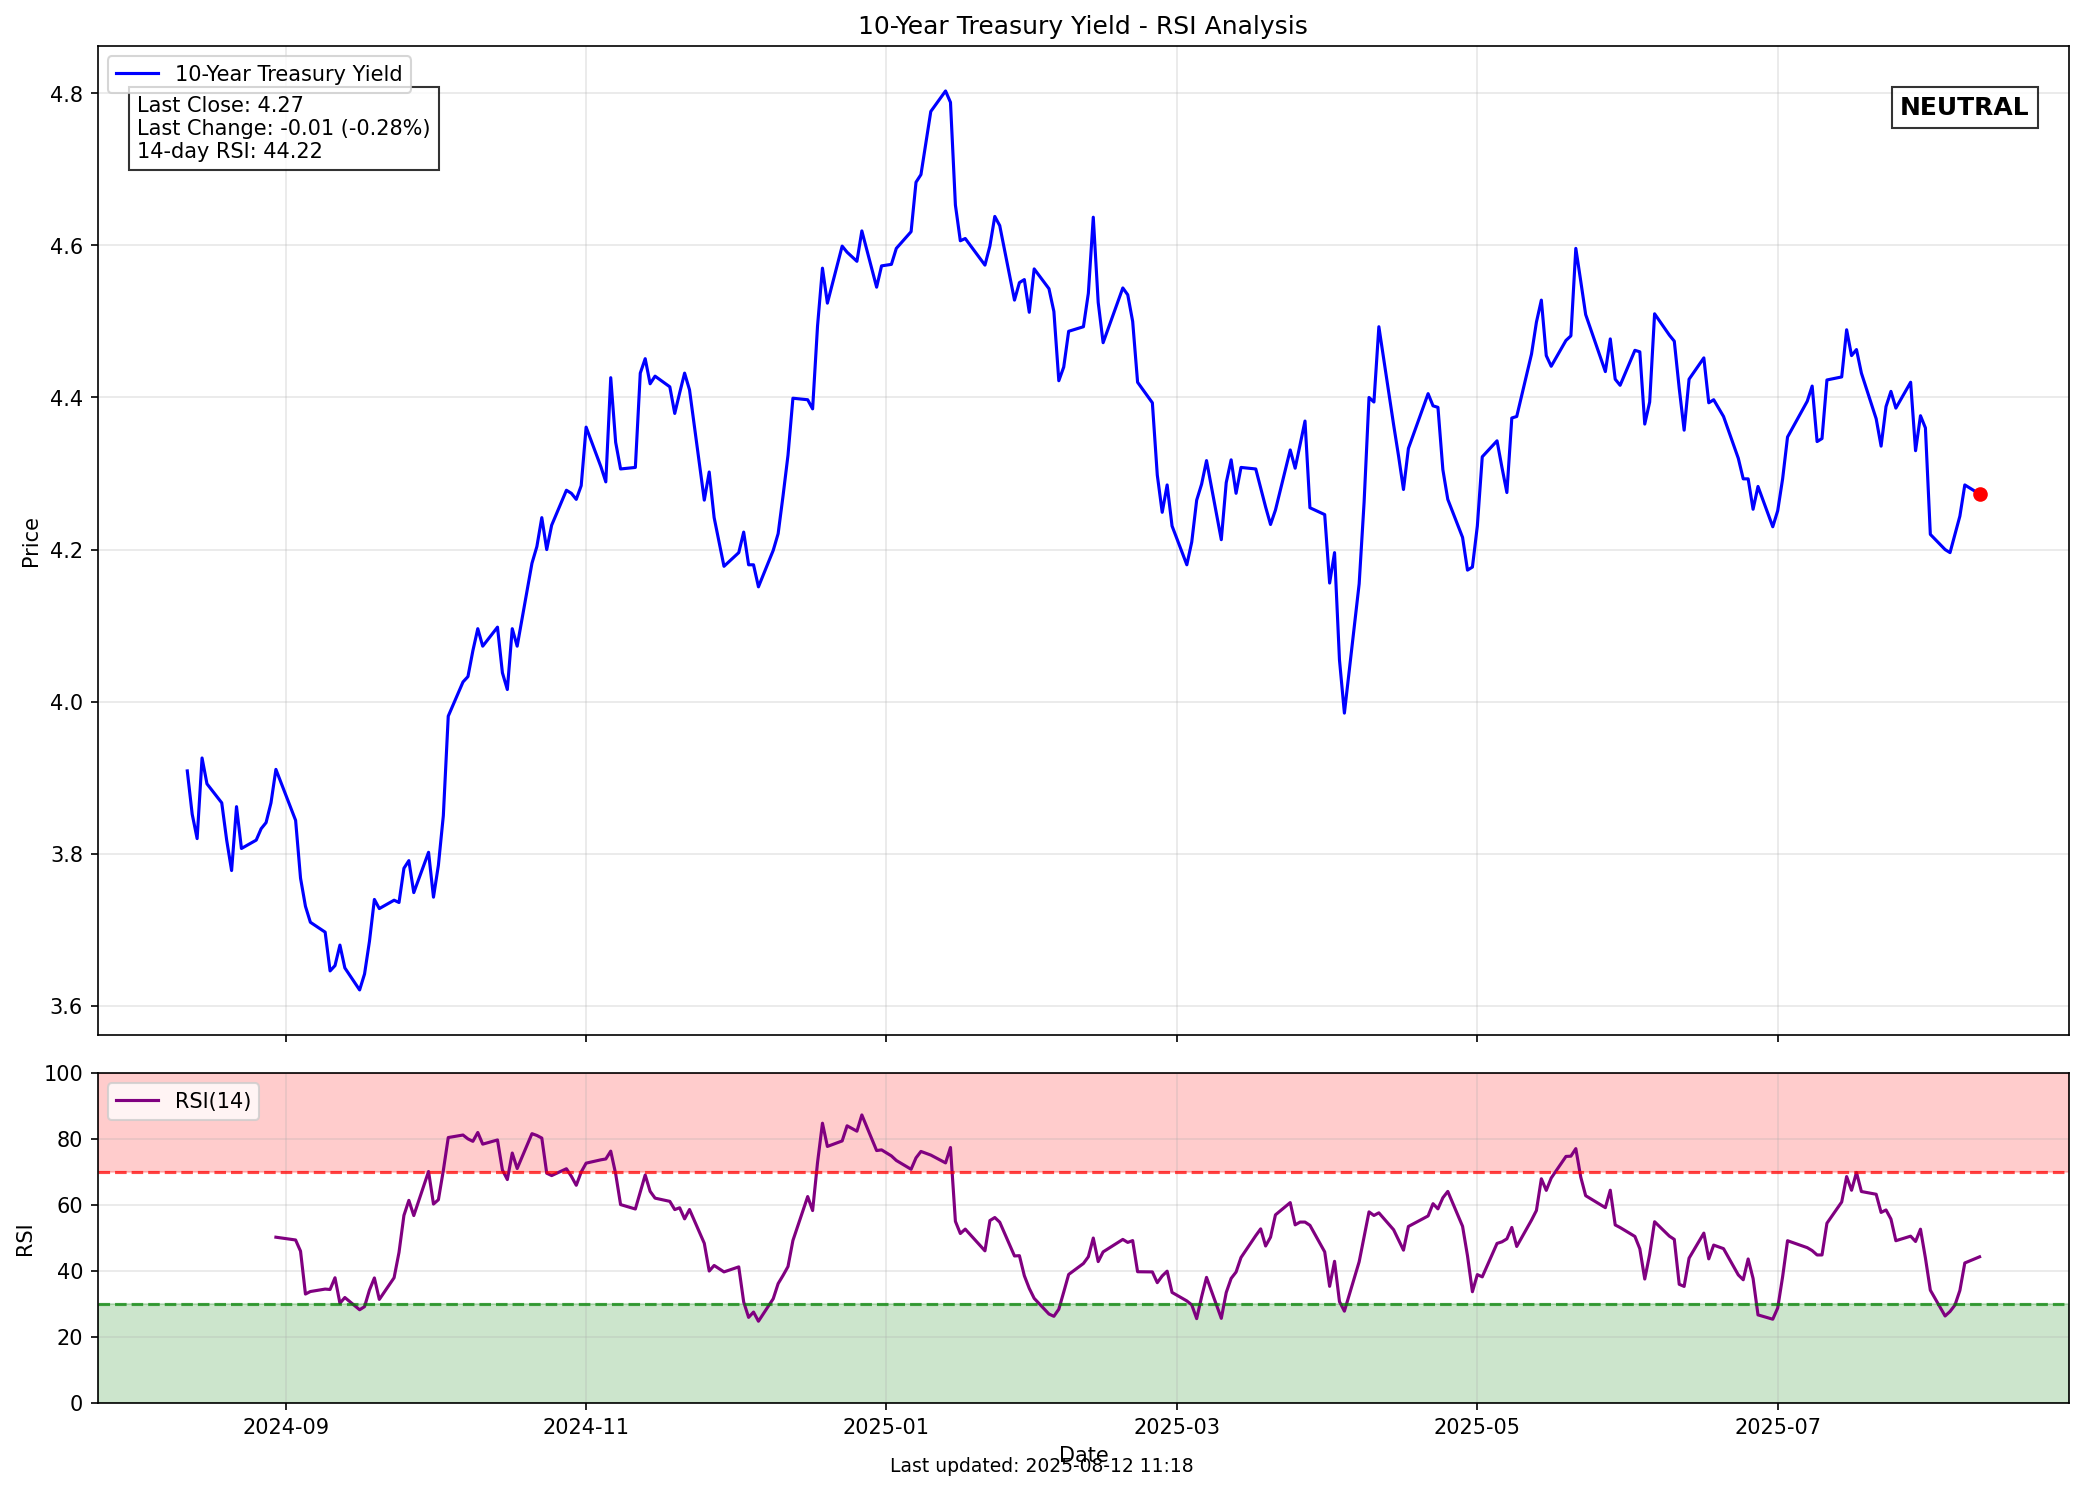 10-Year Treasury Yield - RSI Analysis
10-Year Treasury Yield
Last Close: 4.27
Last Change: -0.01 (-0.28%)
14-day RSI: 44.22
NEUTRAL
Price
4.8
4.6
4.4
4.2
4.0
3.8
3.6
RSI(14)
RSI
100
80
60
40
20
0
2024-09 2024-11 2025-01 2025-03 2025-05 2025-07
Date
Last updated: 2025-08-12 11:18